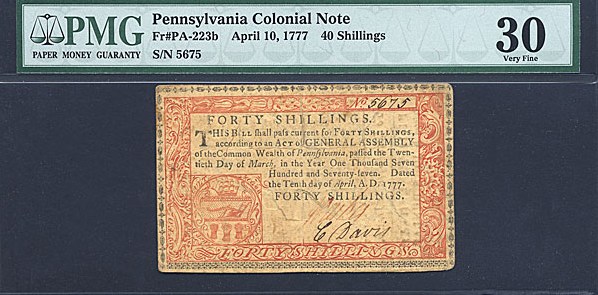 PMG
PAPER MONEY GUARANTY
Pennsylvania Colonial Note
Fr#PA-223b April 10, 1777 40 Shillings
S/N 5675
30
Very Fine
No 5675
FORTY SHILLINGS.
THIS BILL shall pass current for FORTY SHILLINGS,
according to an ACT of GENERAL ASSEMBLY
of the Common Wealth of Pennsylvania, passed the Twen-
tieth Day of March, in the Year One Thousand Seven
Hundred and Seventy-seven. Dated
the Tenth day of April, A.D. 1777.
FORTY SHILLINGS.
C Davis
FORTY SHILLINGS